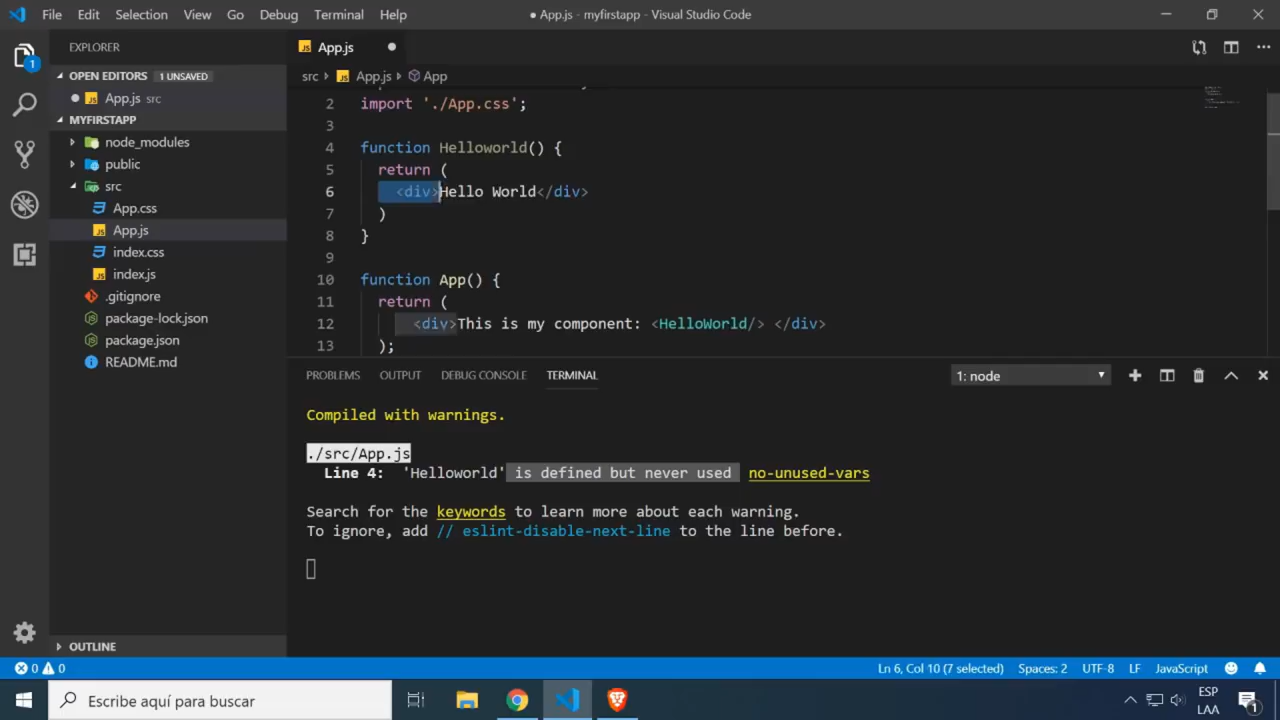 File Edit Selection View Go Debug Terminal Help
● App.js - myfirstapp - Visual Studio Code
EXPLORER
OPEN EDITORS 1 UNSAVED
App.js src
MYFIRSTAPP
node_modules
public
src
App.css
App.js
index.css
index.js
.gitignore
package-lock.json
package.json
README.md
OUTLINE
App.js
src App.js App
2 import './App.css';
3
4 function Helloworld() {
5 return (
6 <div>Hello World</div>
7 )
8 }
9
10 function App() {
11 return (
12 <div>This is my component: <HelloWorld/> </div>
13 );
PROBLEMS OUTPUT DEBUG CONSOLE TERMINAL
1: node
Compiled with warnings.
./src/App.js
Line 4: 'Helloworld' is defined but never used no-unused-vars
Search for the keywords to learn more about each warning.
To ignore, add // eslint-disable-next-line to the line before.
0 0
Ln 6, Col 10 (7 selected) Spaces: 2 UTF-8 LF JavaScript
Escribe aquí para buscar
ESP
LAA
1